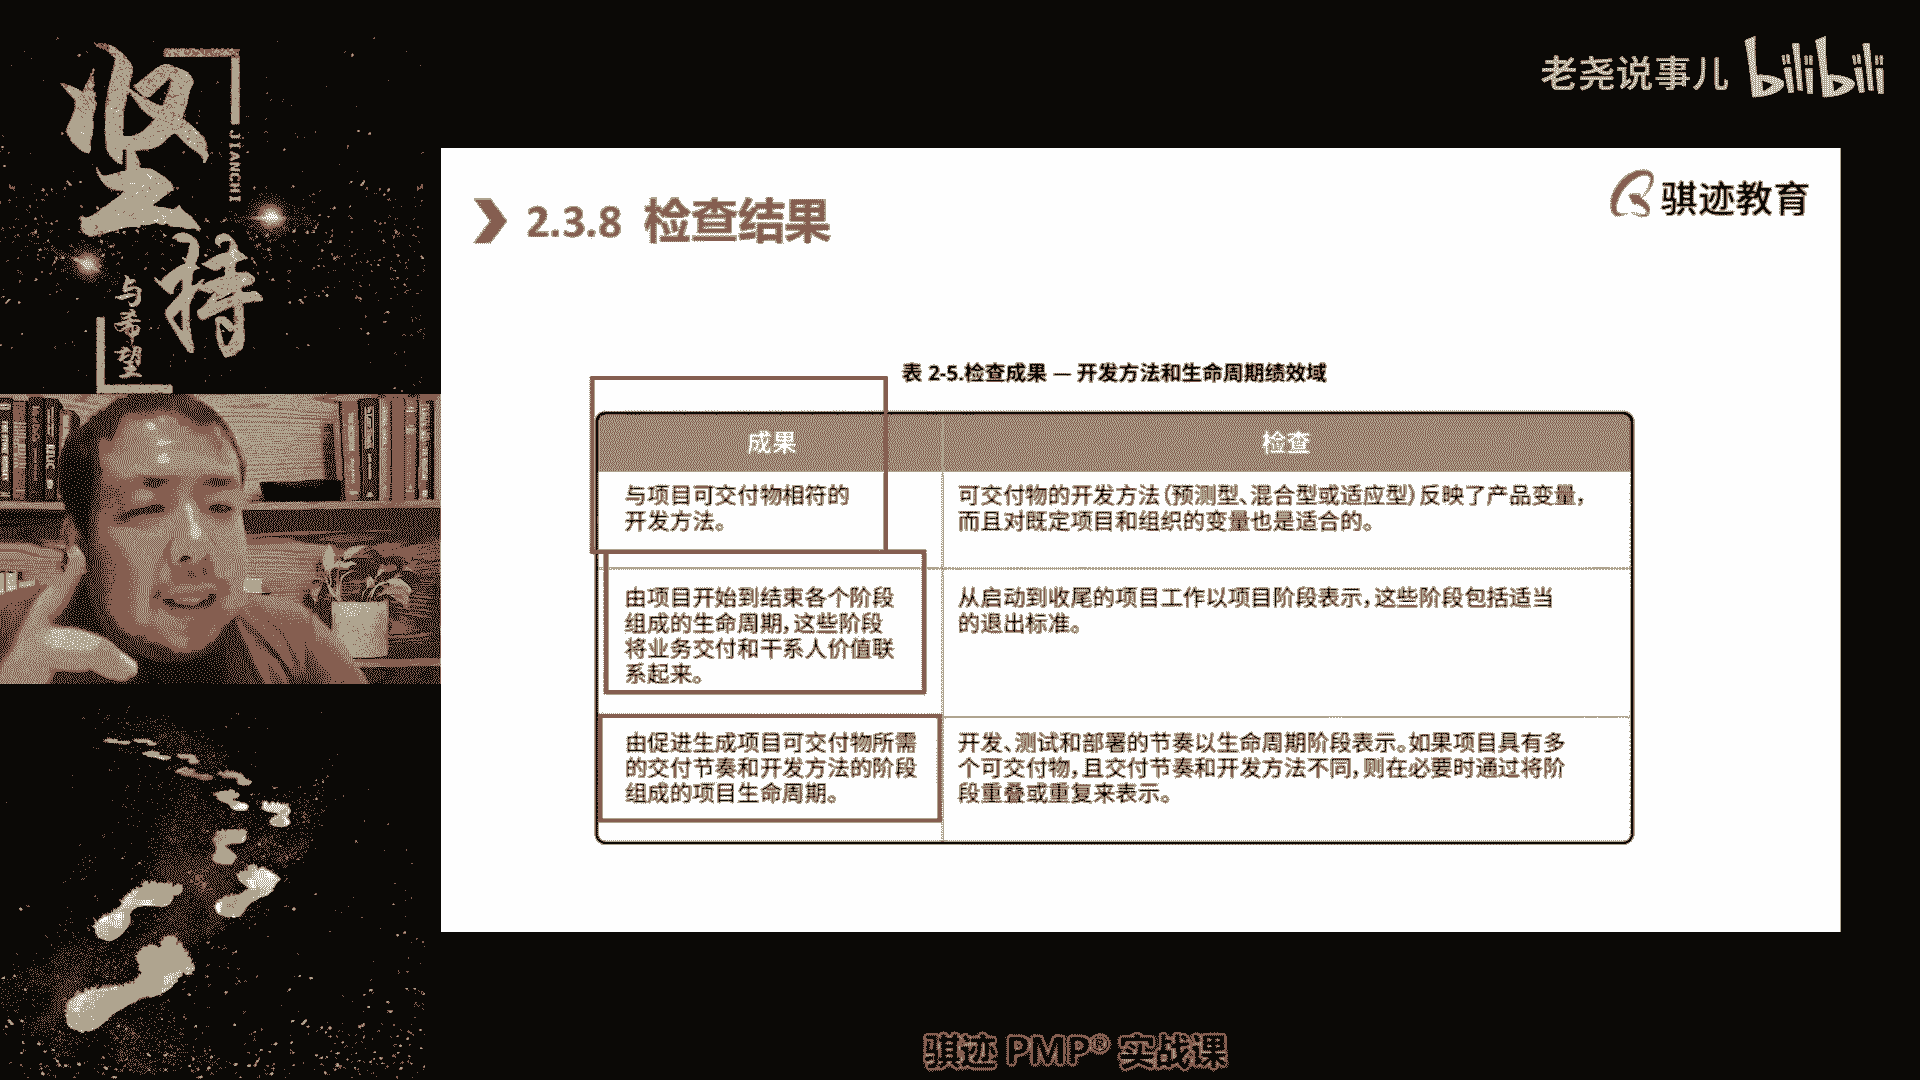 坚
持
JIANCHI
与
希
望
老尧说事儿 bilibili
骐迹教育
2.3.8 检查结果
表 2-5.检查成果 — 开发方法和生命周期绩效域
成果
检查
与项目可交付物相符的
开发方法。
可交付物的开发方法（预测型、混合型或适应型）反映了产品变量，
而且对既定项目和组织的变量也是适合的。
由项目开始到结束各个阶段
组成的生命周期，这些阶段
将业务交付和干系人价值联
系起来。
从启动到收尾的项目工作以项目阶段表示，这些阶段包括适当
的退出标准。
由促进生成项目可交付物所需
的交付节奏和开发方法的阶段
组成的项目生命周期。
开发、测试和部署的节奏以生命周期阶段表示。如果项目具有多
个可交付物，且交付节奏和开发方法不同，则在必要时通过将阶
段重叠或重复来表示。
骐迹 PMP® 实战课